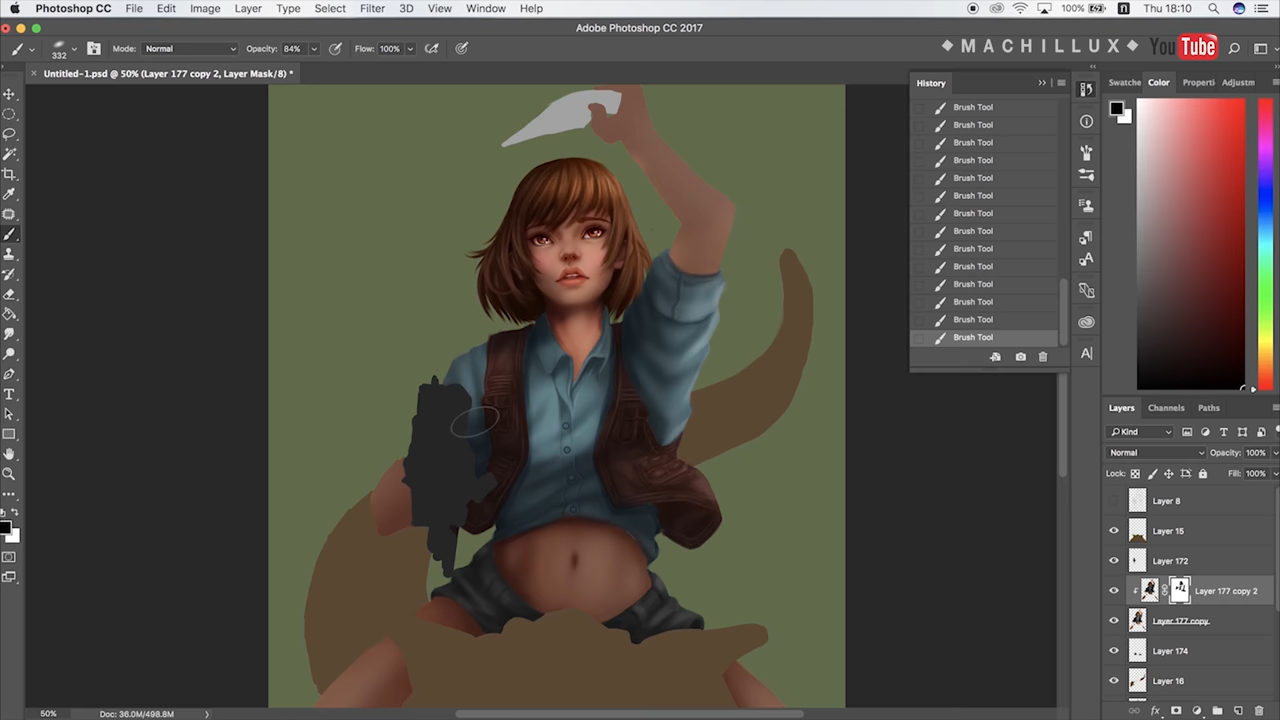 Photoshop CC File Edit Image Layer Type Select Filter 3D View Window Help 100% Thu 18:10
Adobe Photoshop CC 2017
332 Mode: Normal Opacity: 84% Flow: 100%
MACHILLUX YouTube
× Untitled-1.psd @ 50% (Layer 177 copy 2, Layer Mask/8) *
History
Brush Tool
Brush Tool
Brush Tool
Brush Tool
Brush Tool
Brush Tool
Brush Tool
Brush Tool
Brush Tool
Brush Tool
Brush Tool
Brush Tool
Brush Tool
Brush Tool
Swatche Color Properti Adjustm
Layers Channels Paths
Kind
Normal Opacity: 100%
Lock: Fill: 100%
Layer 8
Layer 15
Layer 172
Layer 177 copy 2
Layer 177 copy
Layer 174
Layer 16
50% Doc: 36.0M/498.8M